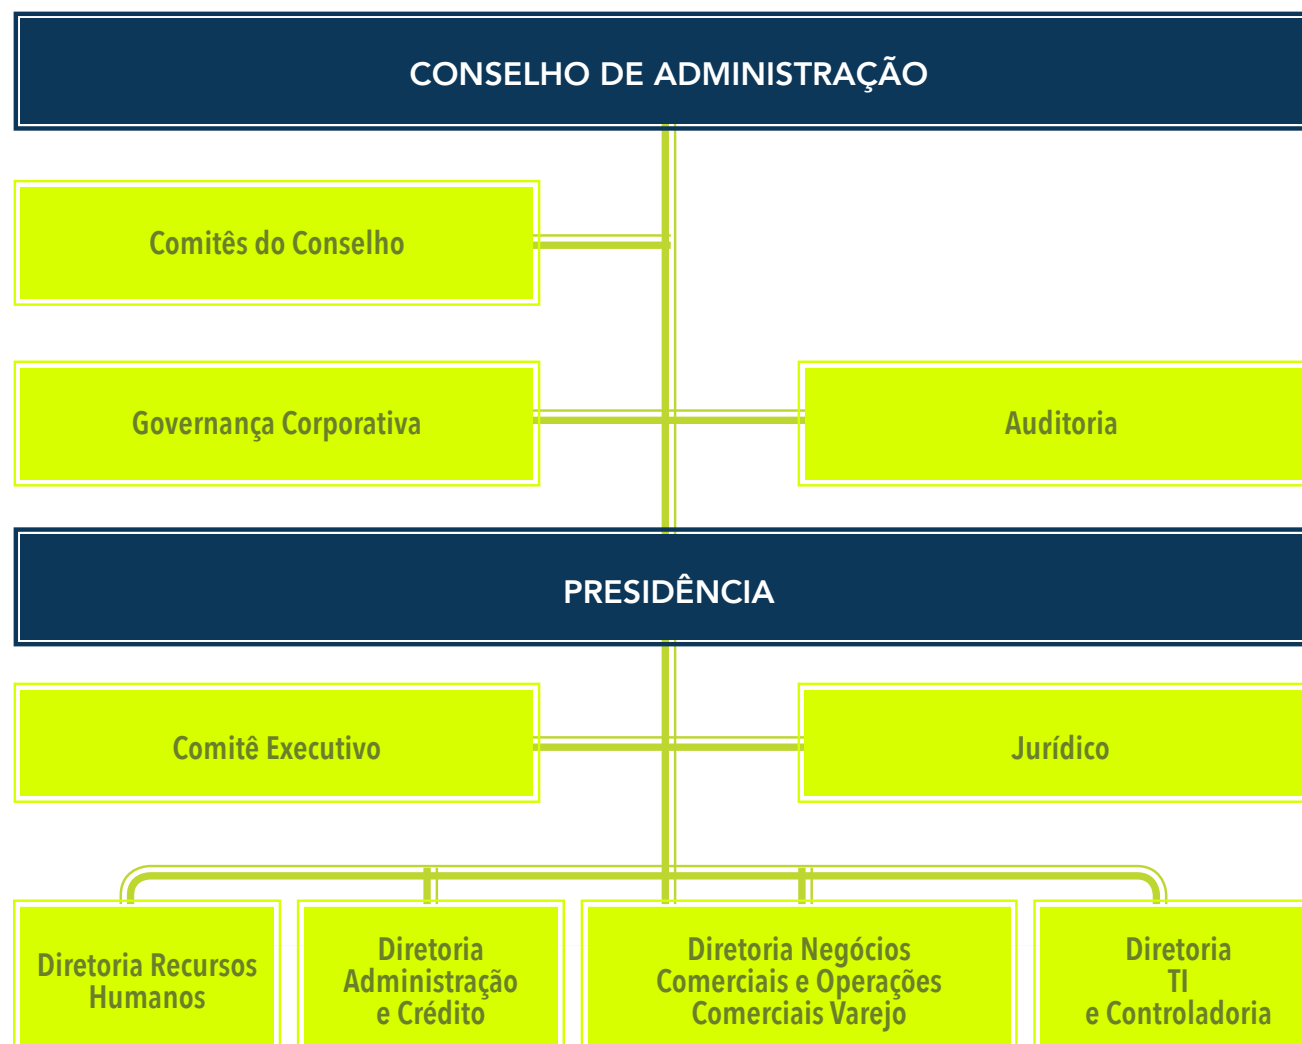 CONSELHO DE ADMINISTRAÇÃO
Comitês do Conselho
Governança Corporativa
Auditoria
PRESIDÊNCIA
Comitê Executivo
Jurídico
Diretoria Recursos
Humanos
Diretoria
Administração
e Crédito
Diretoria Negócios
Comerciais e Operações
Comerciais Varejo
Diretoria
TI
e Controladoria